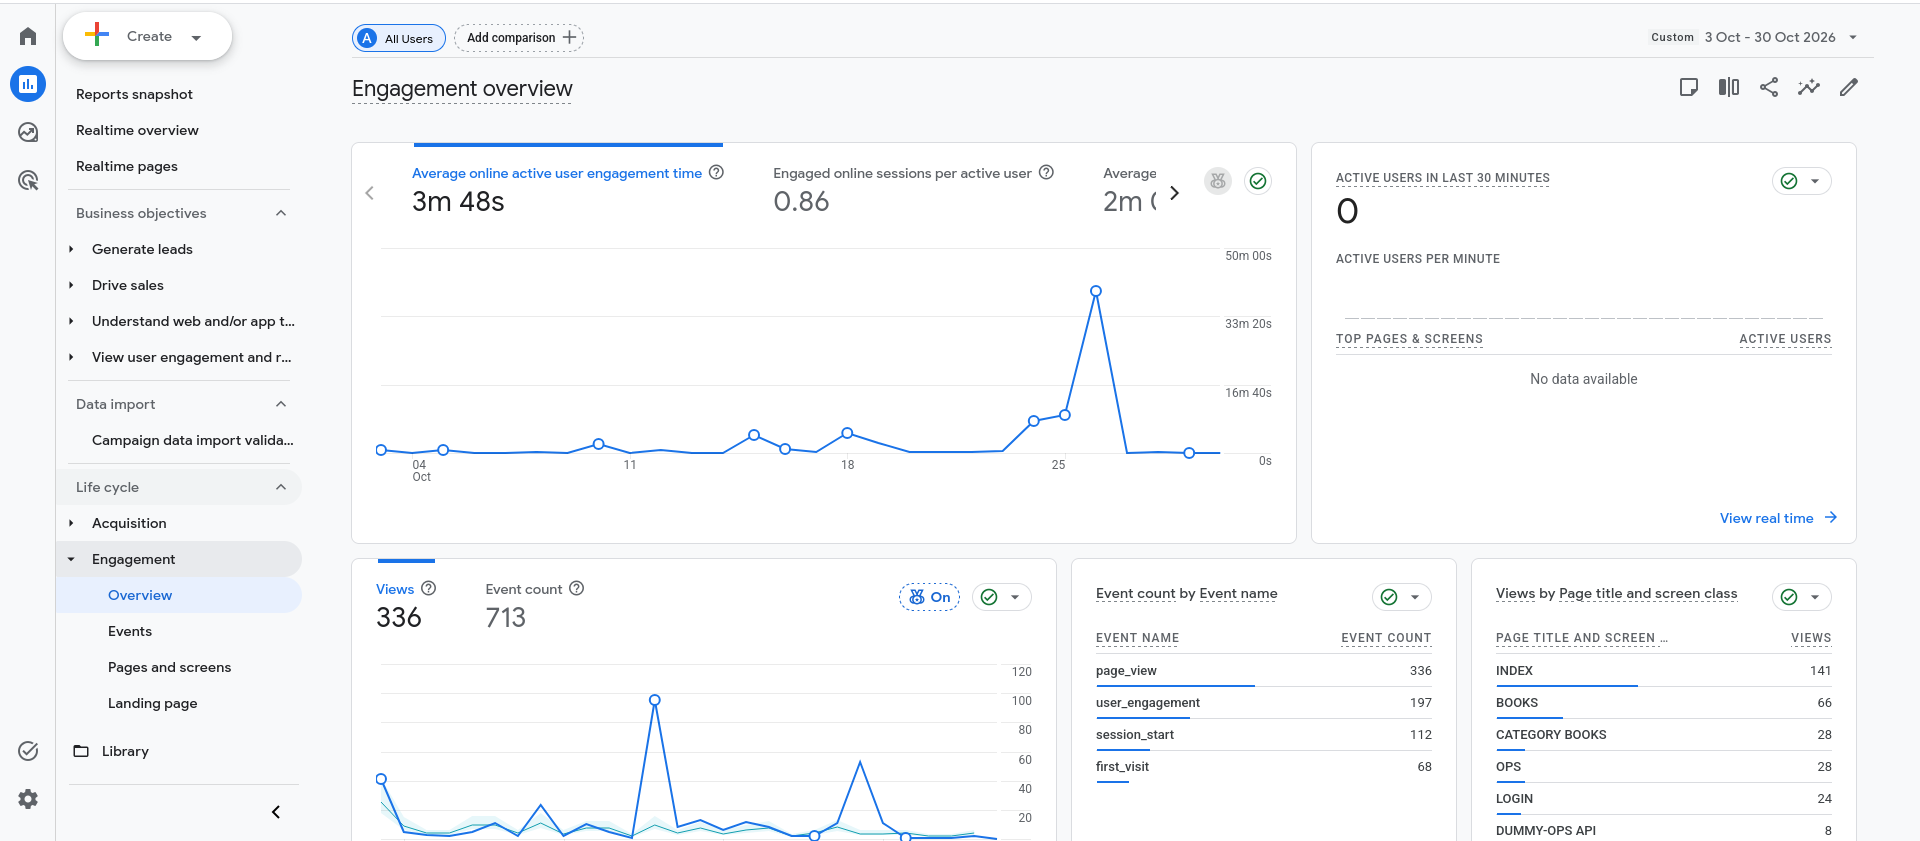 Create
Reports snapshot
Realtime overview
Realtime pages
Business objectives
Generate leads
Drive sales
Understand web and/or app t...
View user engagement and r...
Data import
Campaign data import valida...
Life cycle
Acquisition
Engagement
Overview
Events
Pages and screens
Landing page
Library
A All Users
Add comparison
Custom 3 Oct - 30 Oct 2026
Engagement overview
Average online active user engagement time
3m 48s
Engaged online sessions per active user
0.86
Average
2m
50m 00s
33m 20s
16m 40s
0s
04 Oct
11
18
25
ACTIVE USERS IN LAST 30 MINUTES
0
ACTIVE USERS PER MINUTE
TOP PAGES & SCREENS ACTIVE USERS
No data available
View real time
Views
336
Event count
713
On
120
100
80
60
40
20
Event count by Event name
EVENT NAME EVENT COUNT
page_view 336
user_engagement 197
session_start 112
first_visit 68
Views by Page title and screen class
PAGE TITLE AND SCREEN ... VIEWS
INDEX 141
BOOKS 66
CATEGORY BOOKS 28
OPS 28
LOGIN 24
DUMMY-OPS API 8